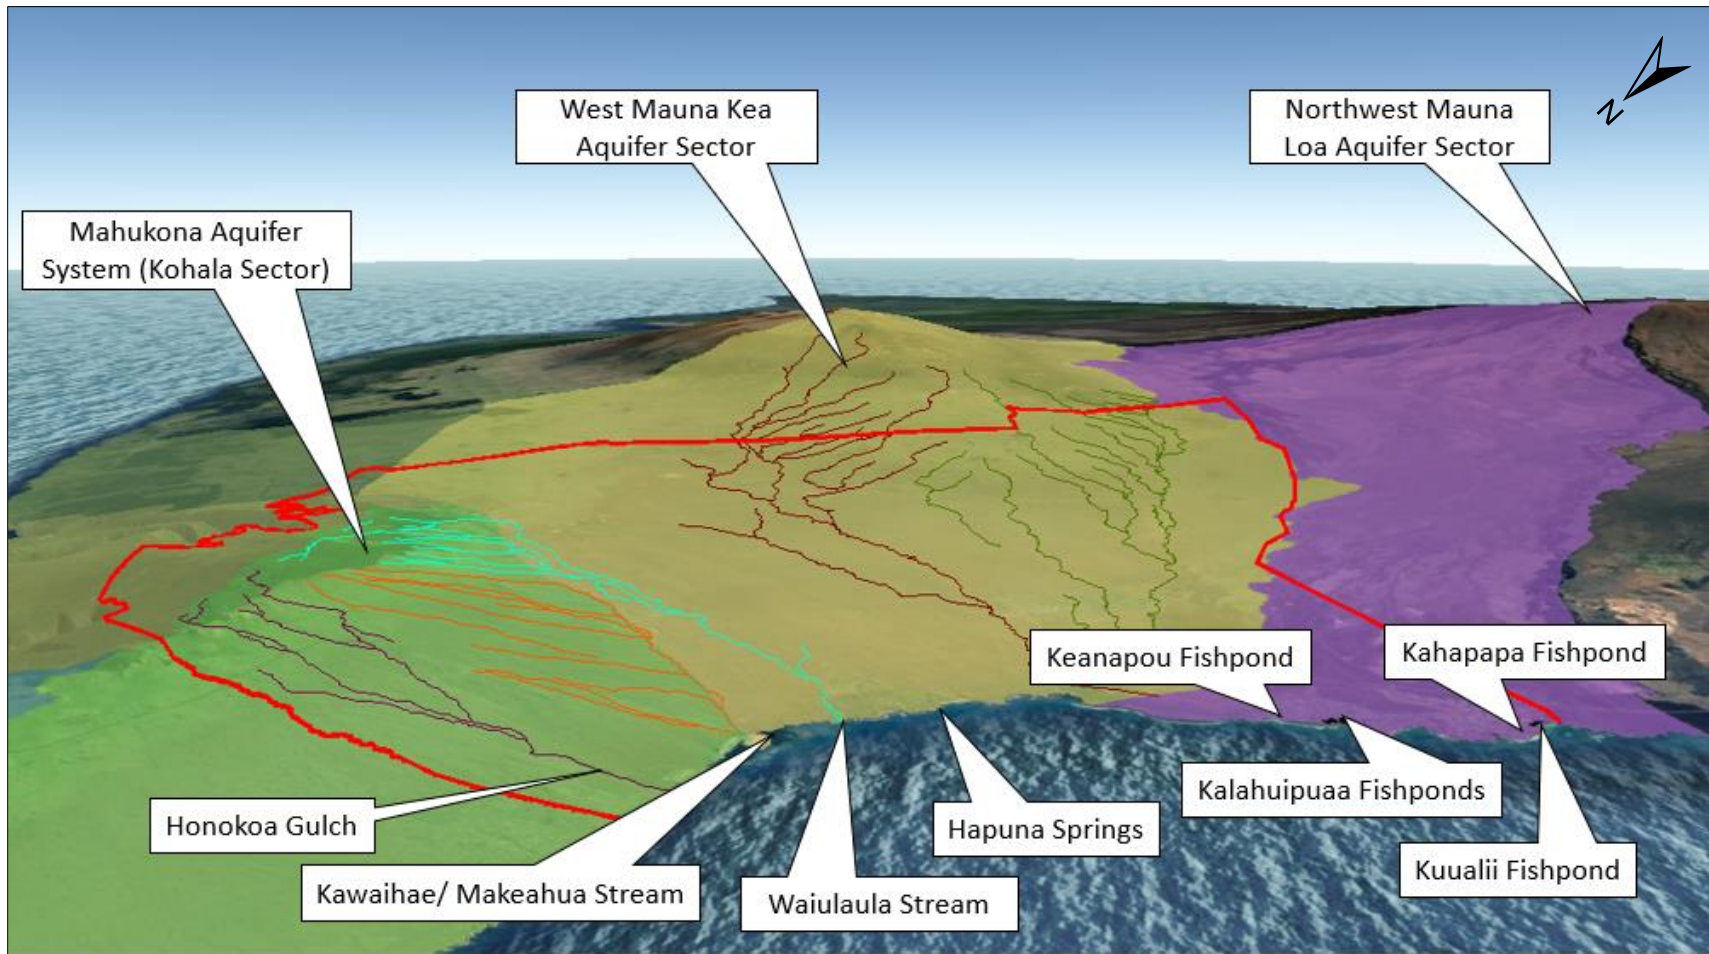 West Mauna Kea
Aquifer Sector
Northwest Mauna
Loa Aquifer Sector
N
Mahukona Aquifer
System (Kohala Sector)
Keanapou Fishpond
Kahapapa Fishpond
Kalahuipuaa Fishponds
Honokoa Gulch
Hapuna Springs
Kuualii Fishpond
Kawaihae/ Makeahua Stream
Waiulaula Stream